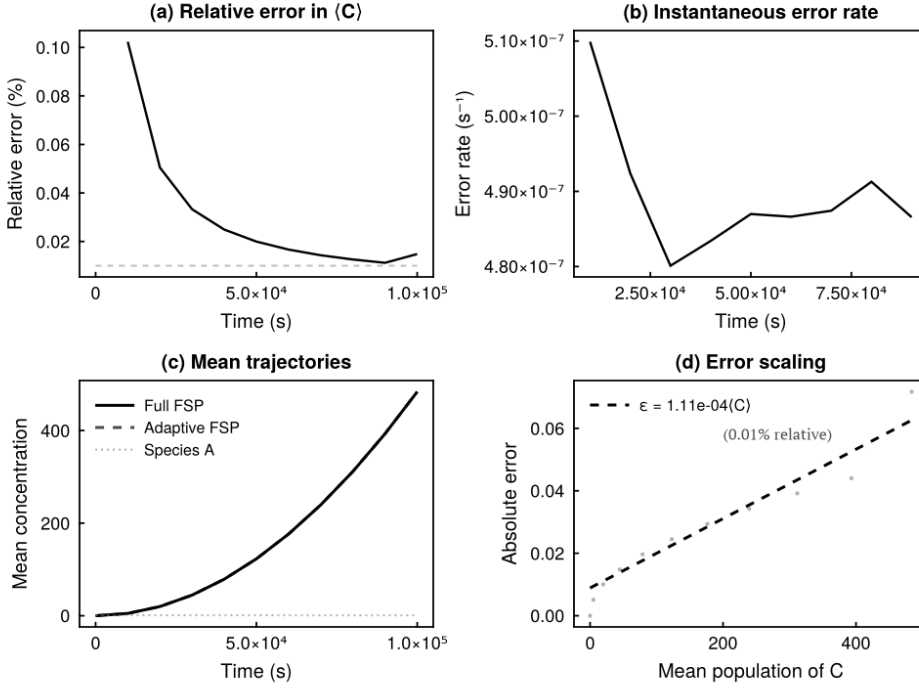 (a) Relative error in ⟨C⟩
Relative error (%)
0.10
0.08
0.06
0.04
0.02
0
5.0×10⁴
1.0×10⁵
Time (s)
(b) Instantaneous error rate
Error rate (s⁻¹)
5.10×10⁻⁷
5.00×10⁻⁷
4.90×10⁻⁷
4.80×10⁻⁷
2.50×10⁴
5.00×10⁴
7.50×10⁴
Time (s)
(c) Mean trajectories
Mean concentration
400
200
0
Full FSP
Adaptive FSP
Species A
0
5.0×10⁴
1.0×10⁵
Time (s)
(d) Error scaling
Absolute error
0.06
0.04
0.02
0.00
ε = 1.11e-04⟨C⟩
(0.01% relative)
0
200
400
Mean population of C